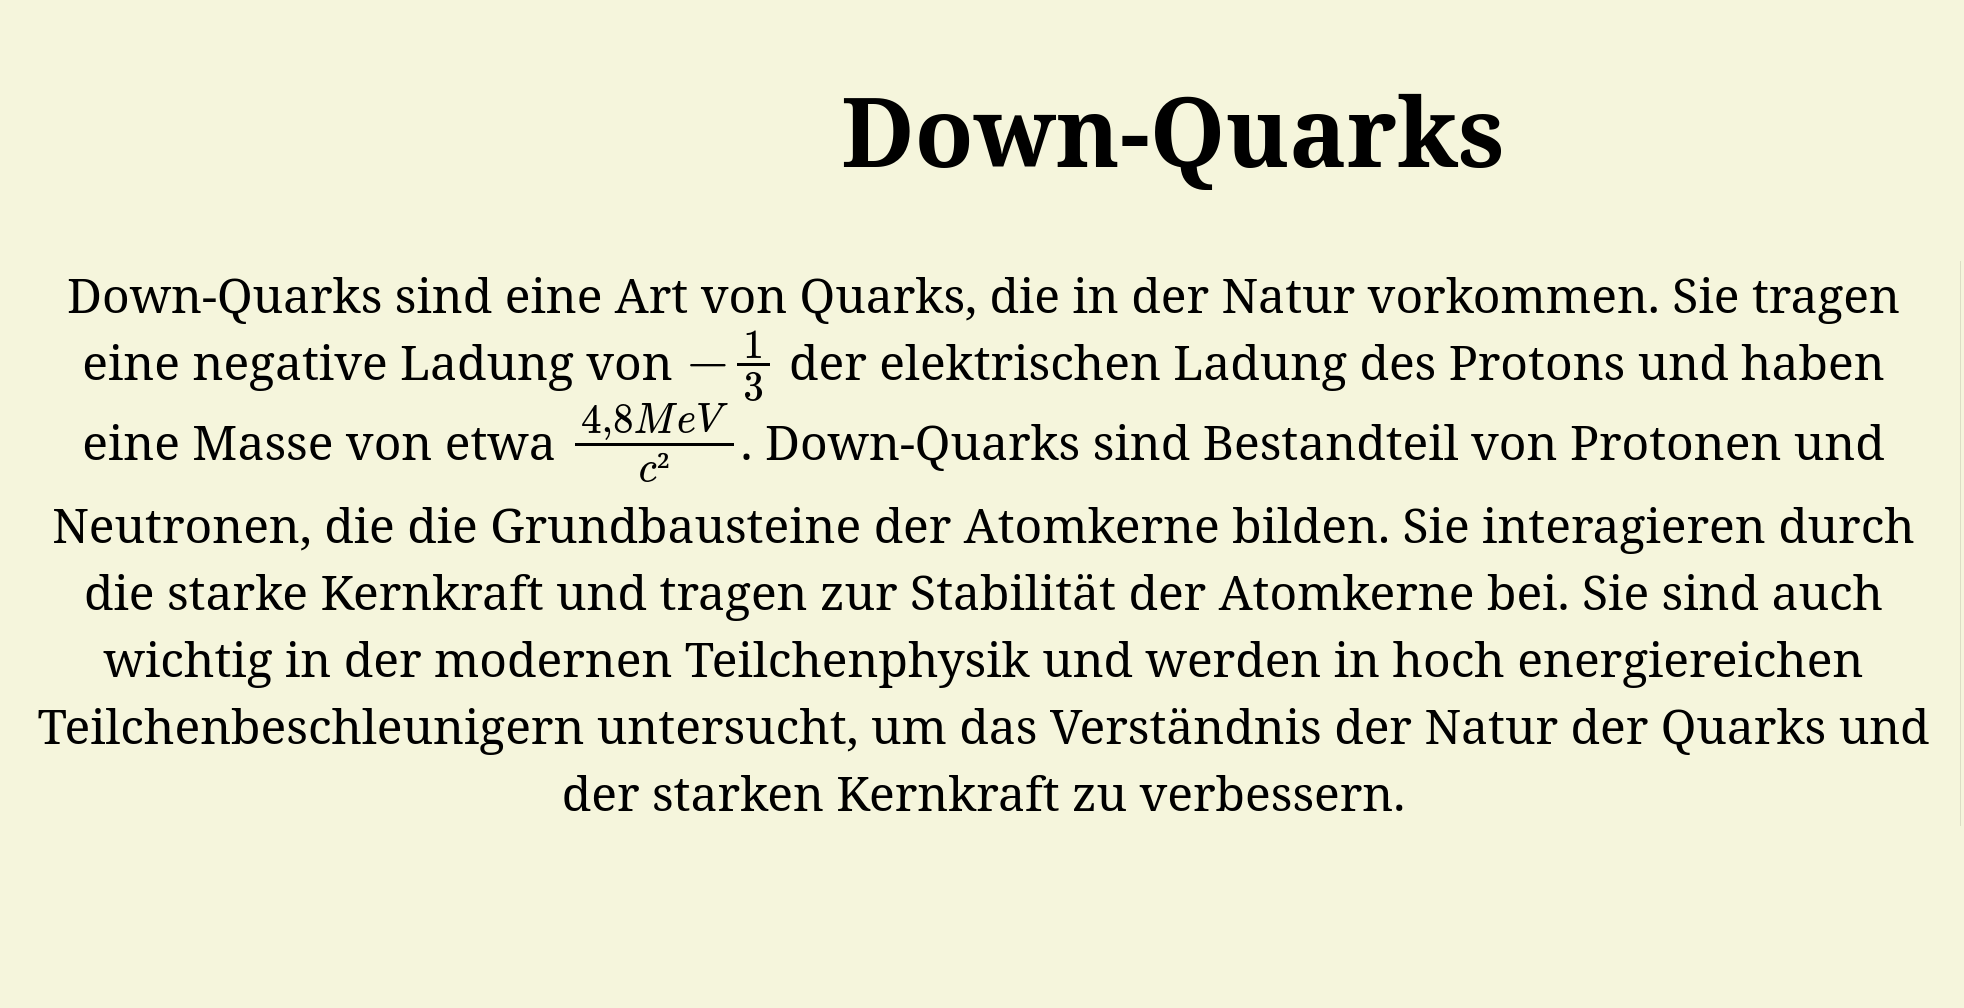 Down-Quarks
Down-Quarks sind eine Art von Quarks, die in der Natur vorkommen. Sie tragen
eine negative Ladung von $-\frac{1}{3}$ der elektrischen Ladung des Protons und haben
eine Masse von etwa $\frac{4,8MeV}{c^2}$. Down-Quarks sind Bestandteil von Protonen und
Neutronen, die die Grundbausteine der Atomkerne bilden. Sie interagieren durch
die starke Kernkraft und tragen zur Stabilität der Atomkerne bei. Sie sind auch
wichtig in der modernen Teilchenphysik und werden in hoch energiereichen
Teilchenbeschleunigern untersucht, um das Verständnis der Natur der Quarks und
der starken Kernkraft zu verbessern.